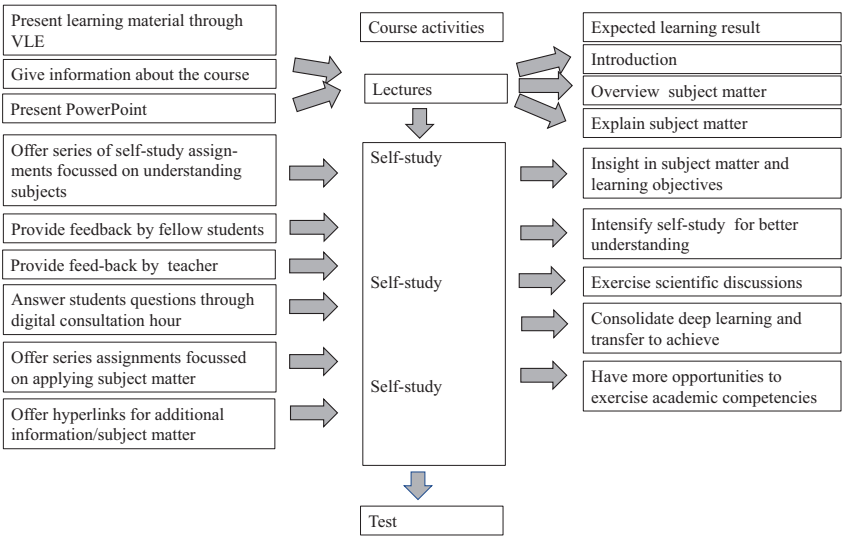 Present learning material through
VLE
Give information about the course
Present PowerPoint
Offer series of self-study assign-
ments focussed on understanding
subjects
Provide feedback by fellow students
Provide feed-back by teacher
Answer students questions through
digital consultation hour
Offer series assignments focussed
on applying subject matter
Offer hyperlinks for additional
information/subject matter
Course activities
Lectures
Self-study
Self-study
Self-study
Test
Expected learning result
Introduction
Overview subject matter
Explain subject matter
Insight in subject matter and
learning objectives
Intensify self-study for better
understanding
Exercise scientific discussions
Consolidate deep learning and
transfer to achieve
Have more opportunities to
exercise academic competencies